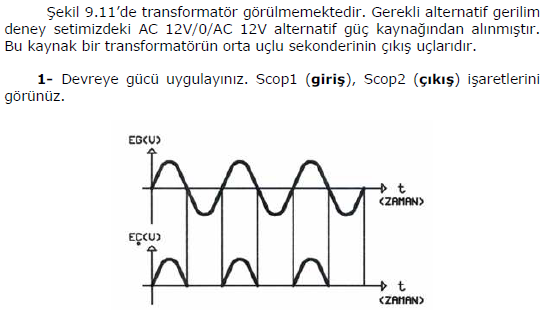 Şekil 9.11’de transformatör görülmemektedir. Gerekli alternatif gerilim
deney setimizdeki AC 12V/0/AC 12V alternatif güç kaynağından alınmıştır.
Bu kaynak bir transformatörün orta uçlu sekonderinin çıkış uçlarıdır.
1- Devreye gücü uygulayınız. Scop1 (giriş), Scop2 (çıkış) işaretlerini
görünüz.
EG(U)
t
(ZAMAN)
EÇ(U)
t
(ZAMAN)